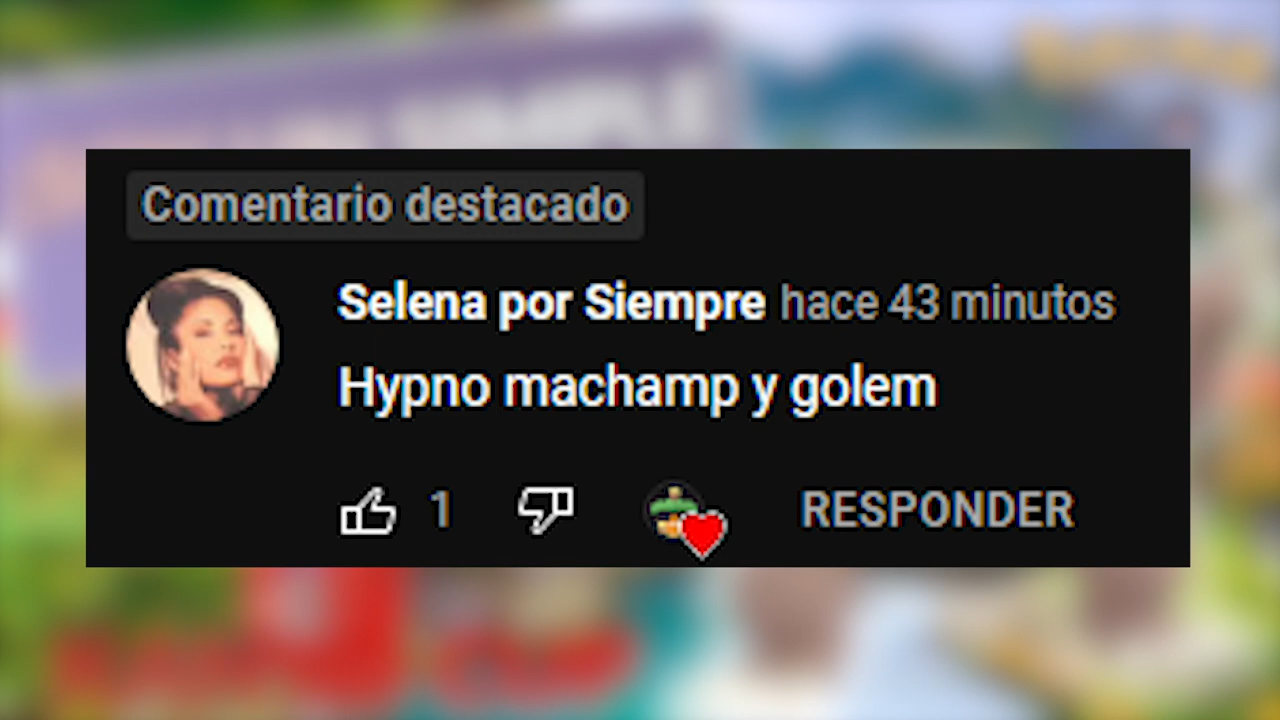 Comentario destacado
Selena por Siempre hace 43 minutos
Hypno machamp y golem
1
RESPONDER